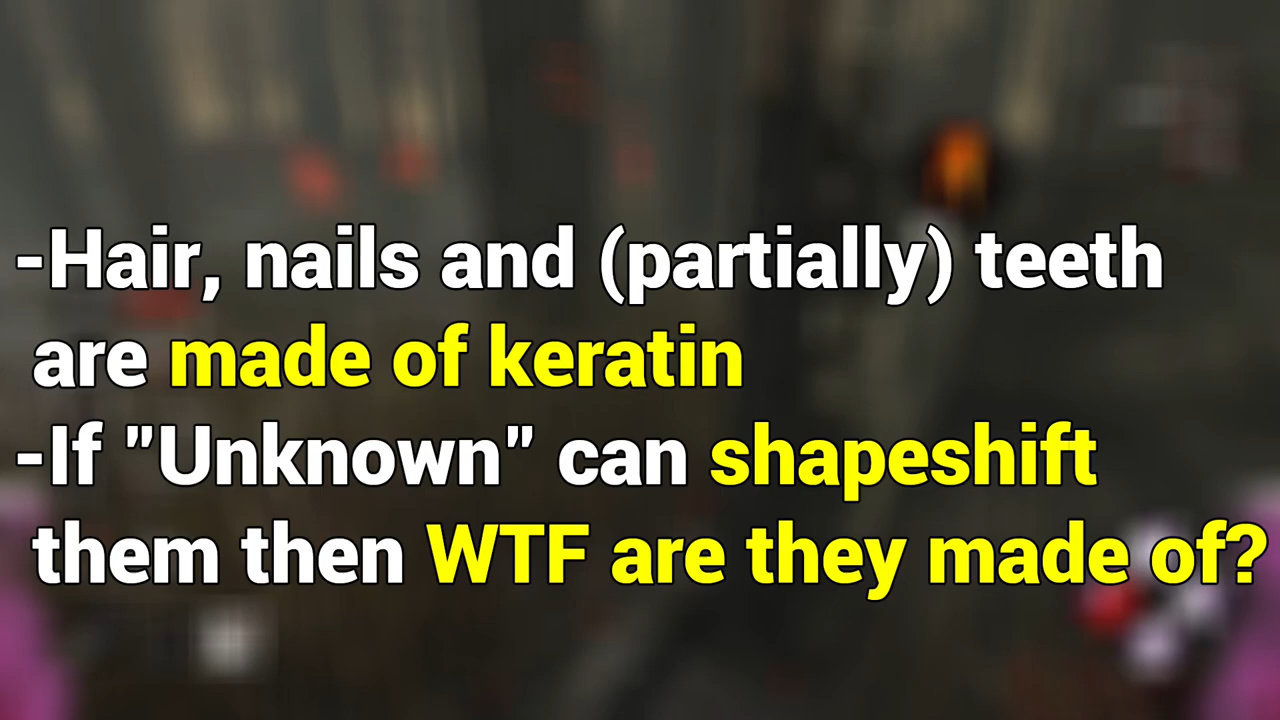 -Hair, nails and (partially) teeth
are made of keratin
-If "Unknown" can shapeshift
them then WTF are they made of?